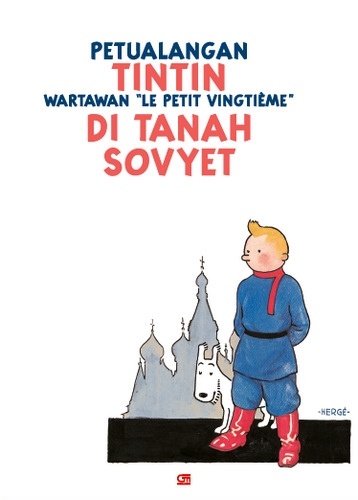 PETUALANGAN
TINTIN
WARTAWAN "LE PETIT VINGTIÈME"
DI TANAH
SOVYET
-HERGÉ-